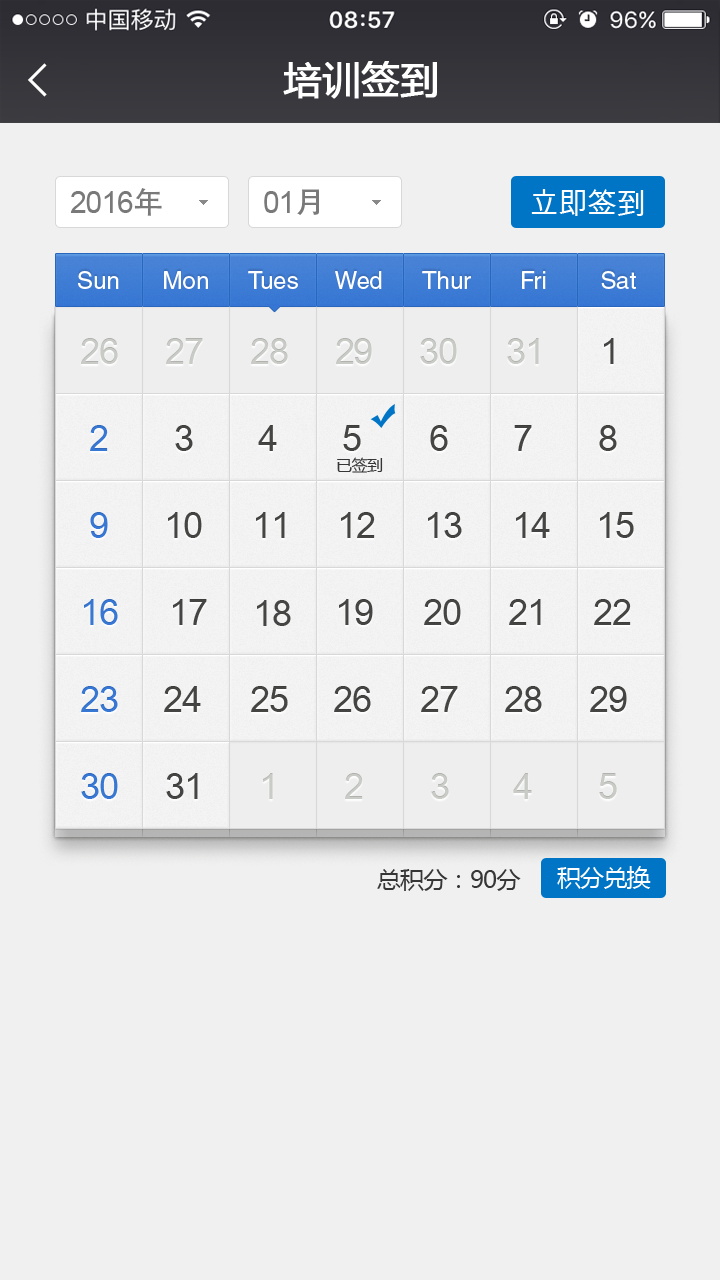 中国移动 08:57 96%
培训签到
2016年 01月 立即签到
Sun Mon Tues Wed Thur Fri Sat
26 27 28 29 30 31 1
2 3 4 5 6 7 8
已签到
9 10 11 12 13 14 15
16 17 18 19 20 21 22
23 24 25 26 27 28 29
30 31 1 2 3 4 5
总积分：90分 积分兑换